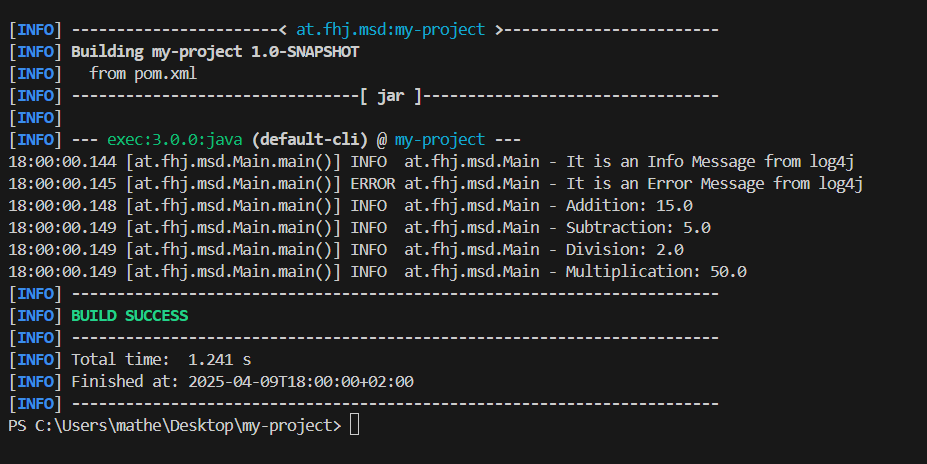 [INFO] -----------------------< at.fhj.msd:my-project >------------------------
[INFO] Building my-project 1.0-SNAPSHOT
[INFO]   from pom.xml
[INFO] --------------------------------[ jar ]---------------------------------
[INFO]
[INFO] --- exec:3.0.0:java (default-cli) @ my-project ---
18:00:00.144 [at.fhj.msd.Main.main()] INFO  at.fhj.msd.Main - It is an Info Message from log4j
18:00:00.145 [at.fhj.msd.Main.main()] ERROR at.fhj.msd.Main - It is an Error Message from log4j
18:00:00.148 [at.fhj.msd.Main.main()] INFO  at.fhj.msd.Main - Addition: 15.0
18:00:00.149 [at.fhj.msd.Main.main()] INFO  at.fhj.msd.Main - Subtraction: 5.0
18:00:00.149 [at.fhj.msd.Main.main()] INFO  at.fhj.msd.Main - Division: 2.0
18:00:00.149 [at.fhj.msd.Main.main()] INFO  at.fhj.msd.Main - Multiplication: 50.0
[INFO] ------------------------------------------------------------------------
[INFO] BUILD SUCCESS
[INFO] ------------------------------------------------------------------------
[INFO] Total time:  1.241 s
[INFO] Finished at: 2025-04-09T18:00:00+02:00
[INFO] ------------------------------------------------------------------------
PS C:\Users\mathe\Desktop\my-project>